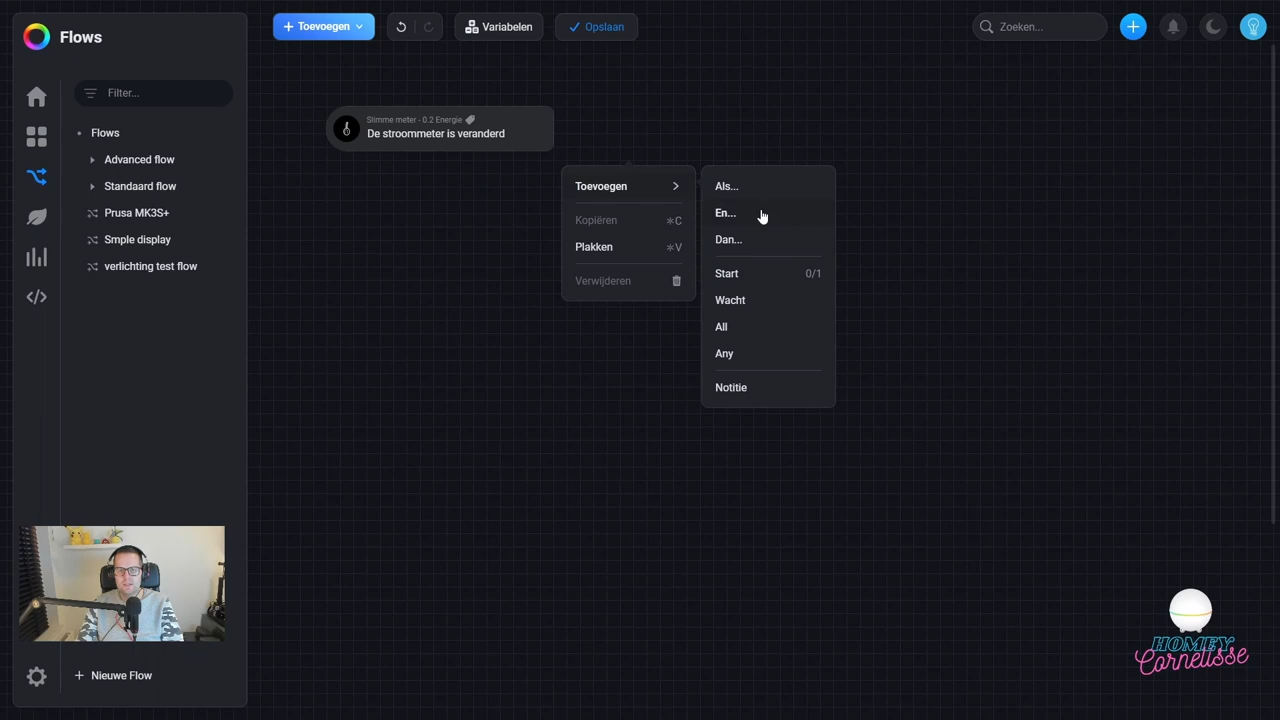 Flows
Filter...
Flows
Advanced flow
Standaard flow
Prusa MK3S+
Smple display
verlichting test flow
+ Nieuwe Flow
+ Toevoegen
Variabelen
Opslaan
Zoeken...
Slimme meter - 0.2 Energie
De stroommeter is veranderd
Toevoegen
Kopiëren ⌘C
Plakken ⌘V
Verwijderen
Als...
En...
Dan...
Start 0/1
Wacht
All
Any
Notitie
HOMEY
Cornelisse